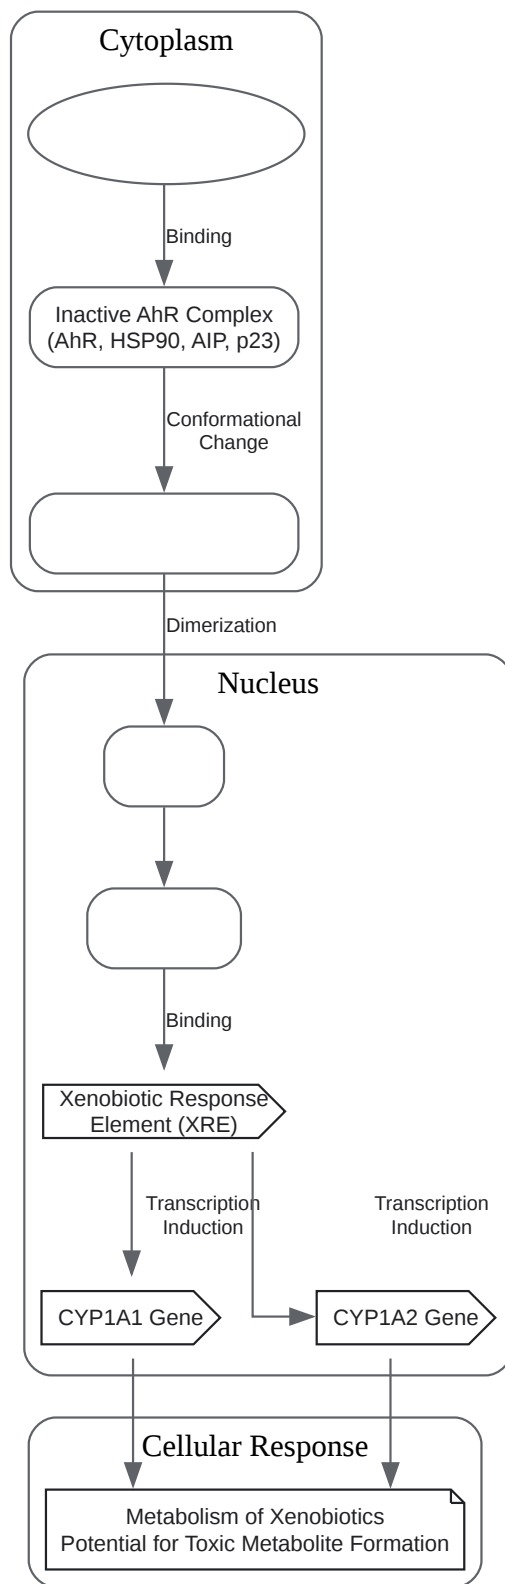 Cytoplasm
Binding
Inactive AhR Complex
(AhR, HSP90, AIP, p23)
Conformational
Change
Dimerization
Nucleus
Binding
Xenobiotic Response
Element (XRE)
Transcription
Induction
Transcription
Induction
CYP1A1 Gene
CYP1A2 Gene
Cellular Response
Metabolism of Xenobiotics
Potential for Toxic Metabolite Formation